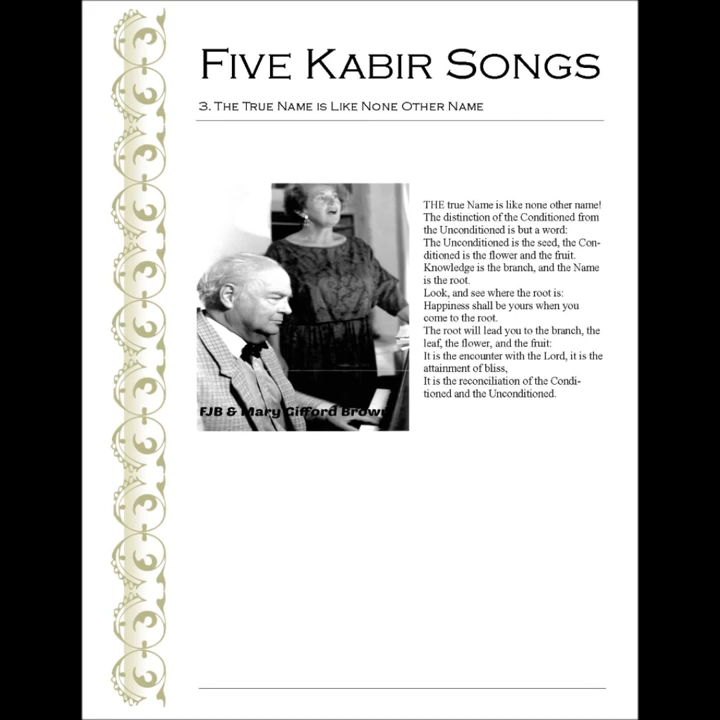 FIVE KABIR SONGS
3. THE TRUE NAME IS LIKE NONE OTHER NAME
THE true Name is like none other name!
The distinction of the Conditioned from
the Unconditioned is but a word:
The Unconditioned is the seed, the Con-
ditioned is the flower and the fruit.
Knowledge is the branch, and the Name
is the root.
Look, and see where the root is:
Happiness shall be yours when you
come to the root.
The root will lead you to the branch, the
leaf, the flower, and the fruit:
It is the encounter with the Lord, it is the
attainment of bliss,
It is the reconciliation of the Condi-
tioned and the Unconditioned.
FJB & Mary Gifford Brown